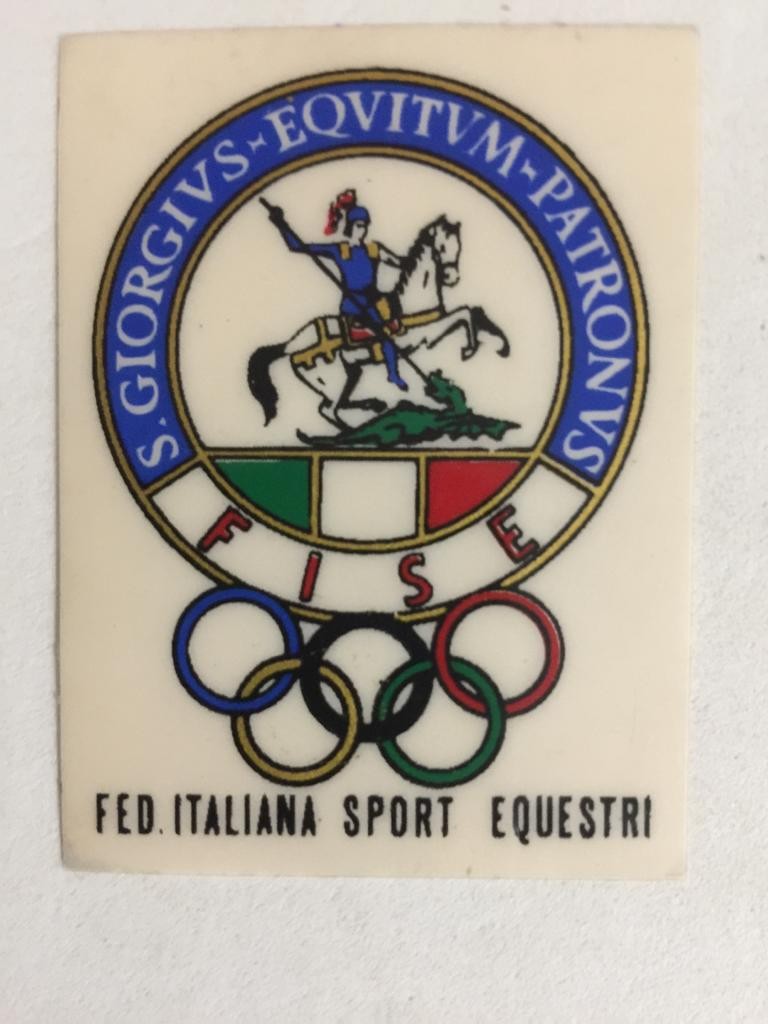 S. GIORGIVS-EQVITVM-PATRONVS
FISE
FED. ITALIANA SPORT EQUESTRI